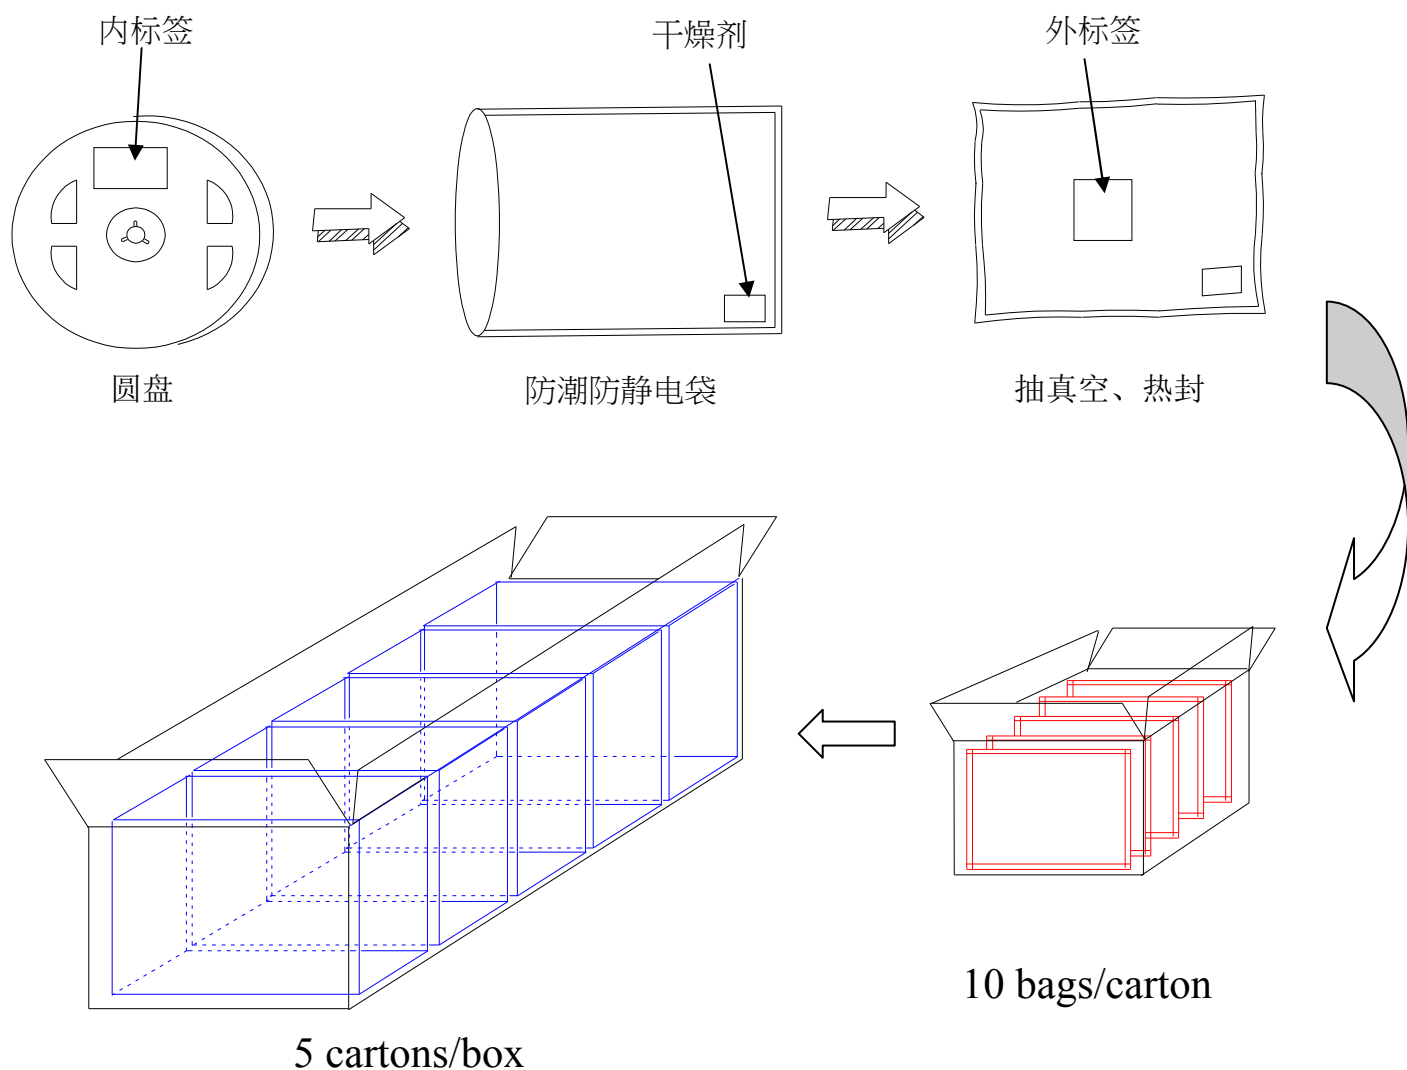 内标签
干燥剂
外标签
圆盘
防潮防静电袋
抽真空、热封
10 bags/carton
5 cartons/box